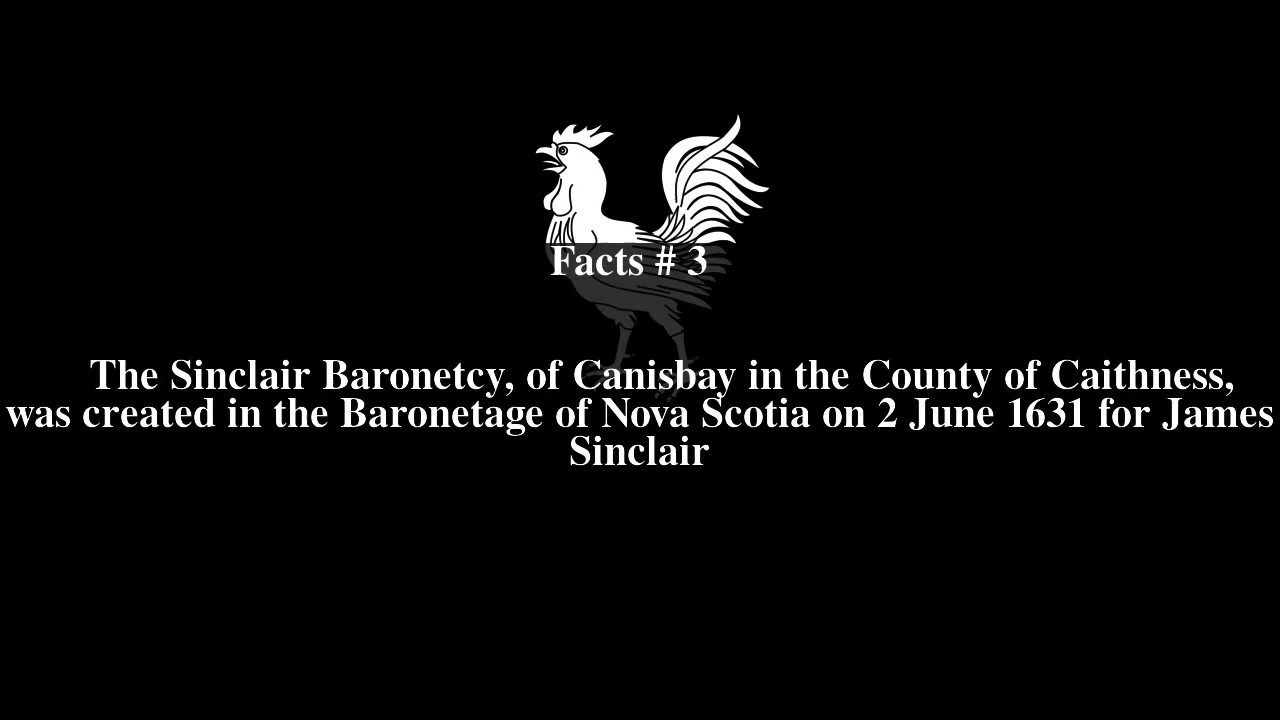 Facts # 3
The Sinclair Baronetcy, of Canisbay in the County of Caithness,
was created in the Baronetage of Nova Scotia on 2 June 1631 for James
Sinclair